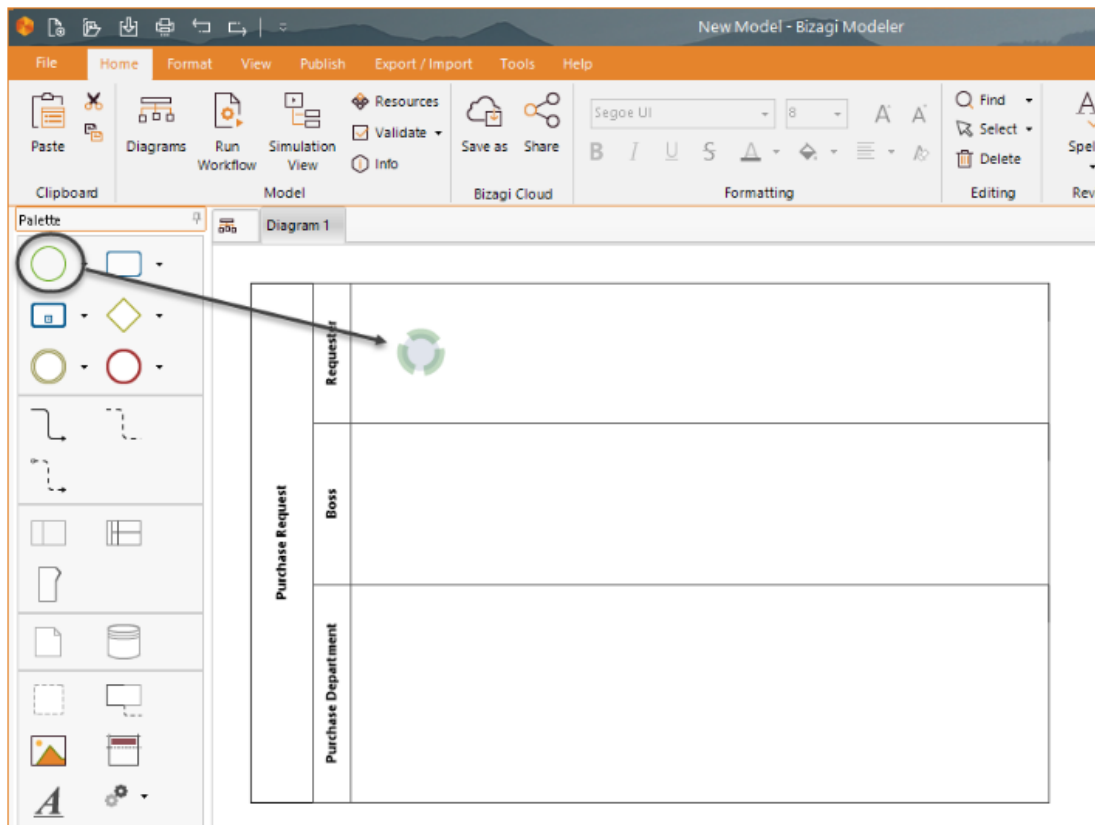 New Model - Bizagi Modeler
File Home Format View Publish Export / Import Tools Help
Paste
Diagrams
Run
Workflow
Simulation
View
Resources
Validate
Info
Save as
Share
Segoe UI
8
A A
B I U S A
Find
Select
Delete
Spel
Clipboard
Model
Bizagi Cloud
Formatting
Editing
Rev
Palette
Diagram 1
Purchase Request
Requester
Boss
Purchase Department
A